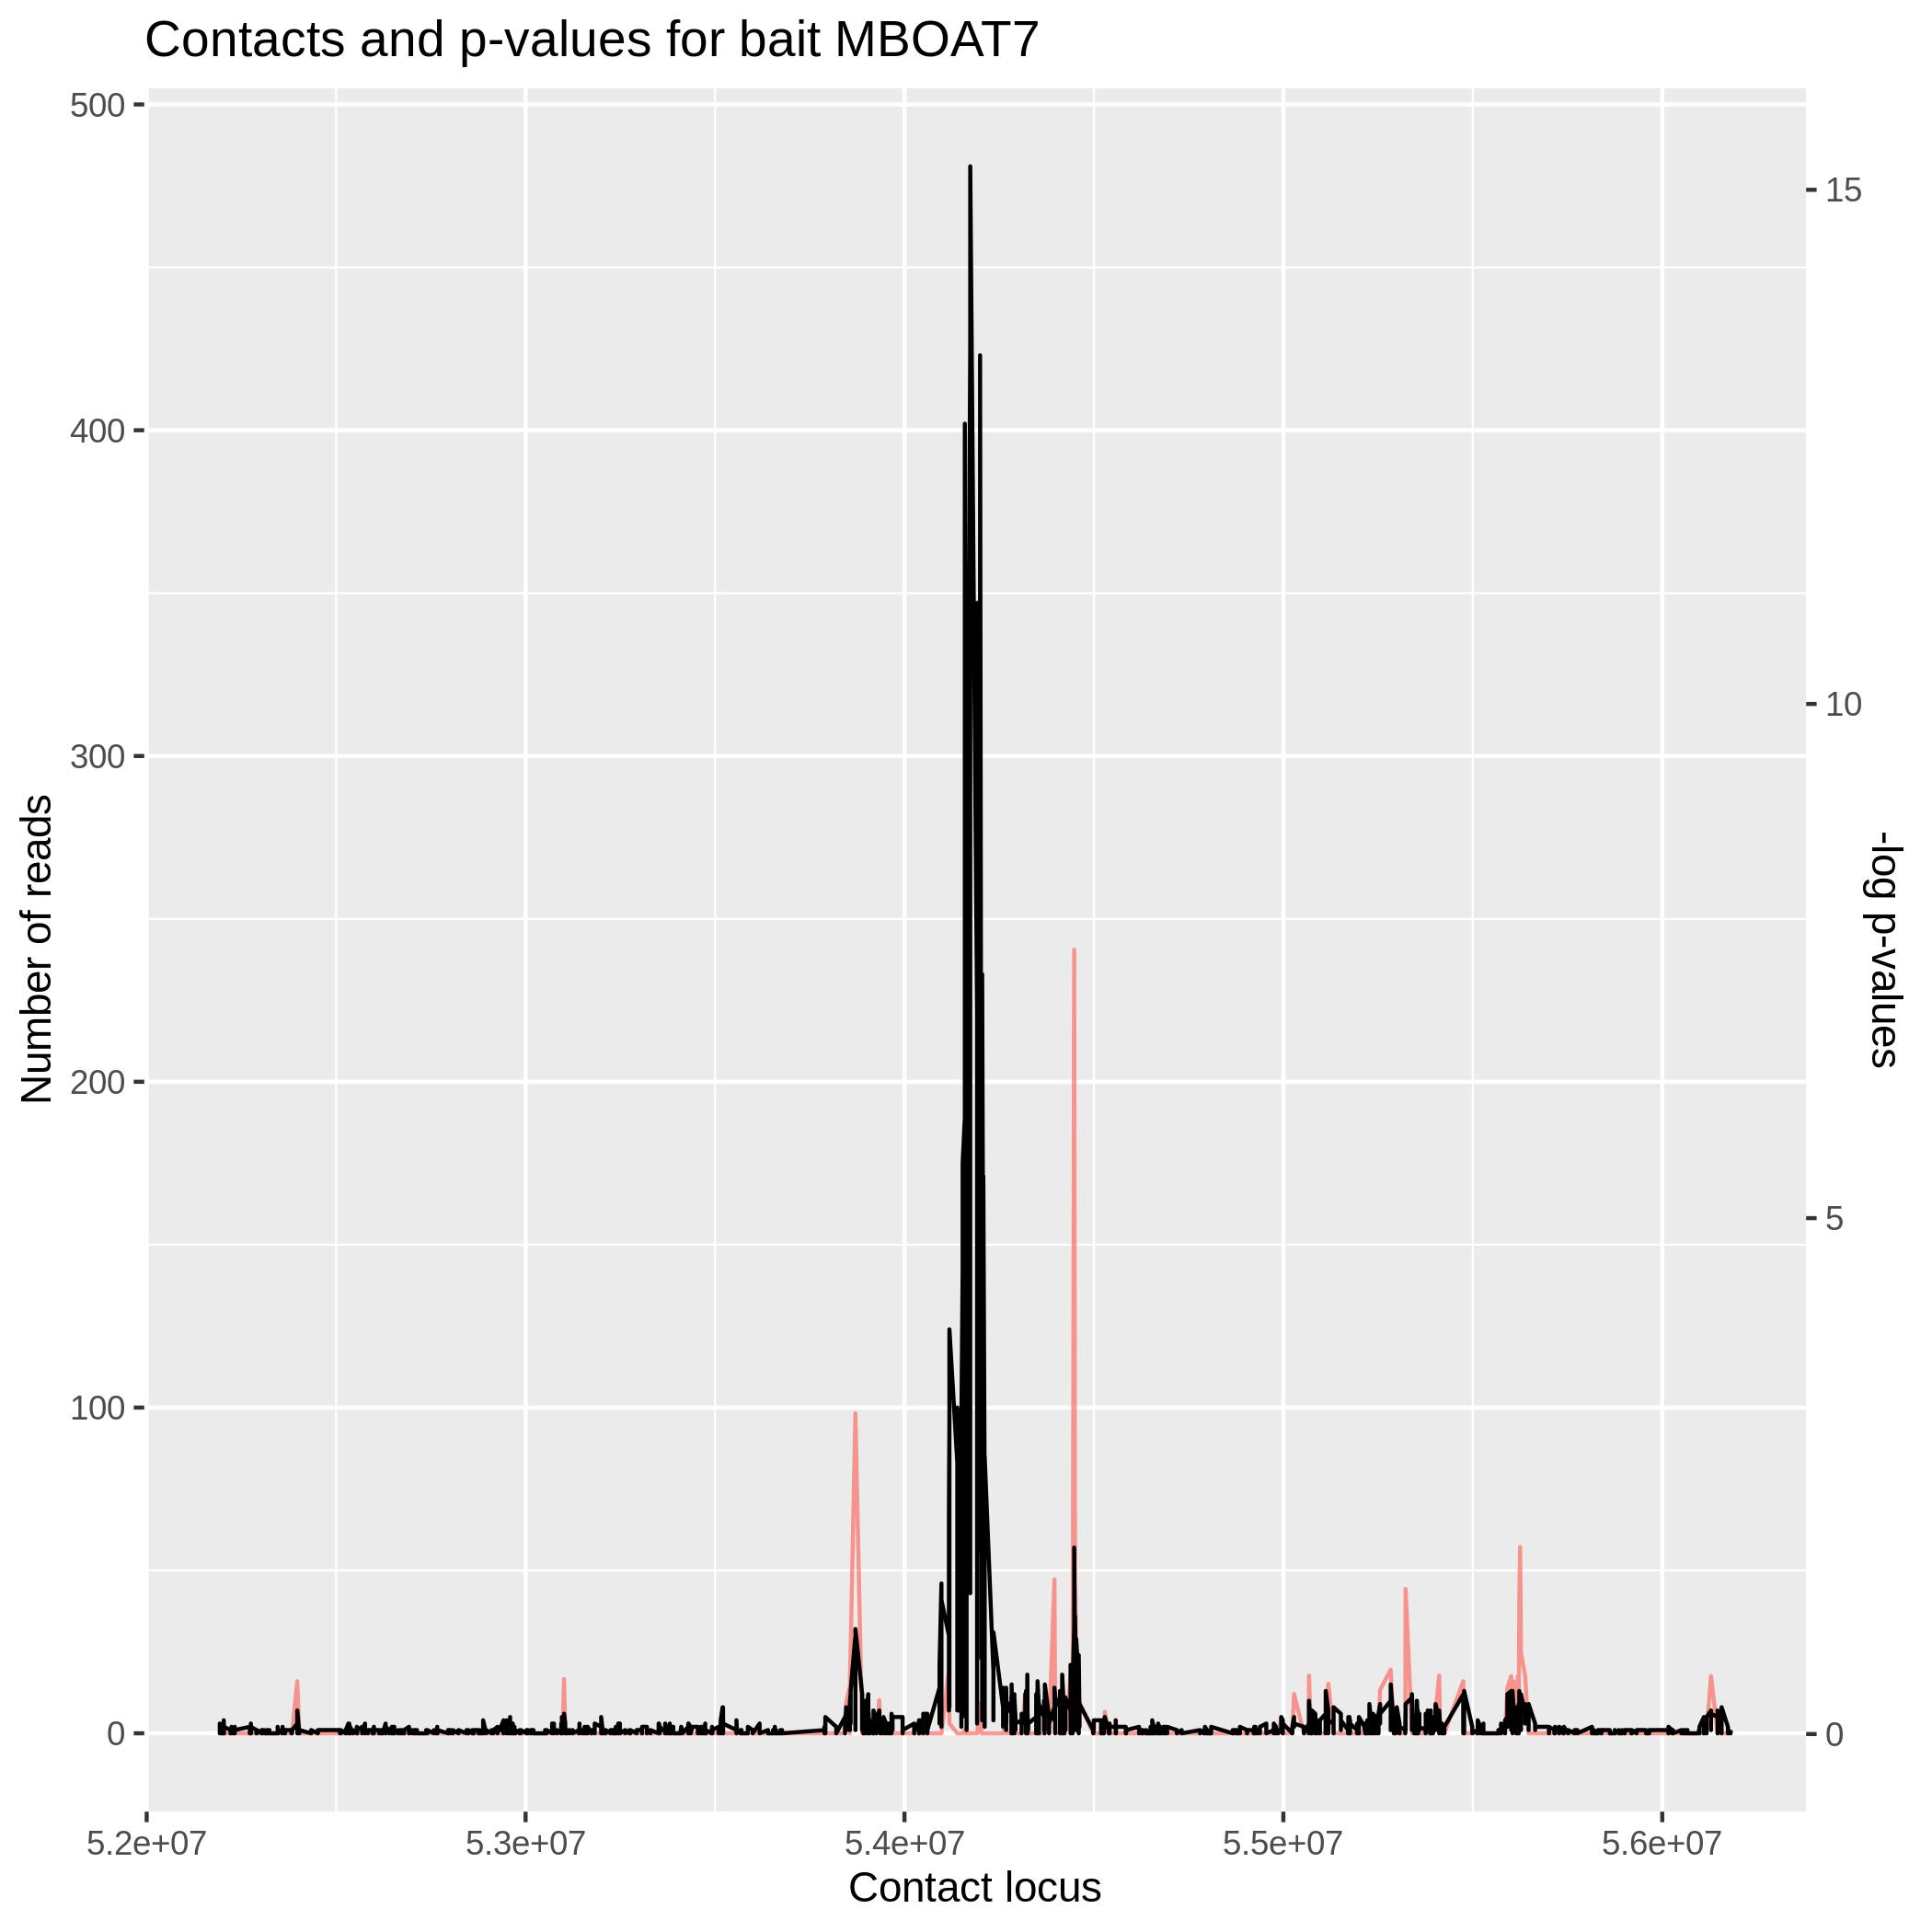 Contacts and p-values for bait MBOAT7
500
400
300
200
100
0
Number of reads
15
10
5
0
-log p-values
5.2e+07
5.3e+07
5.4e+07
5.5e+07
5.6e+07
Contact locus